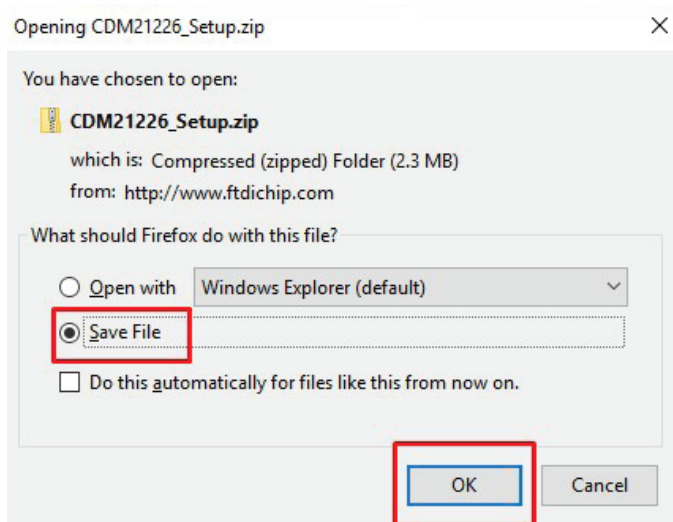 Opening CDM21226_Setup.zip
You have chosen to open:
CDM21226_Setup.zip
which is: Compressed (zipped) Folder (2.3 MB)
from: http://www.ftdichip.com
What should Firefox do with this file?
Open with Windows Explorer (default)
Save File
Do this automatically for files like this from now on.
OK Cancel